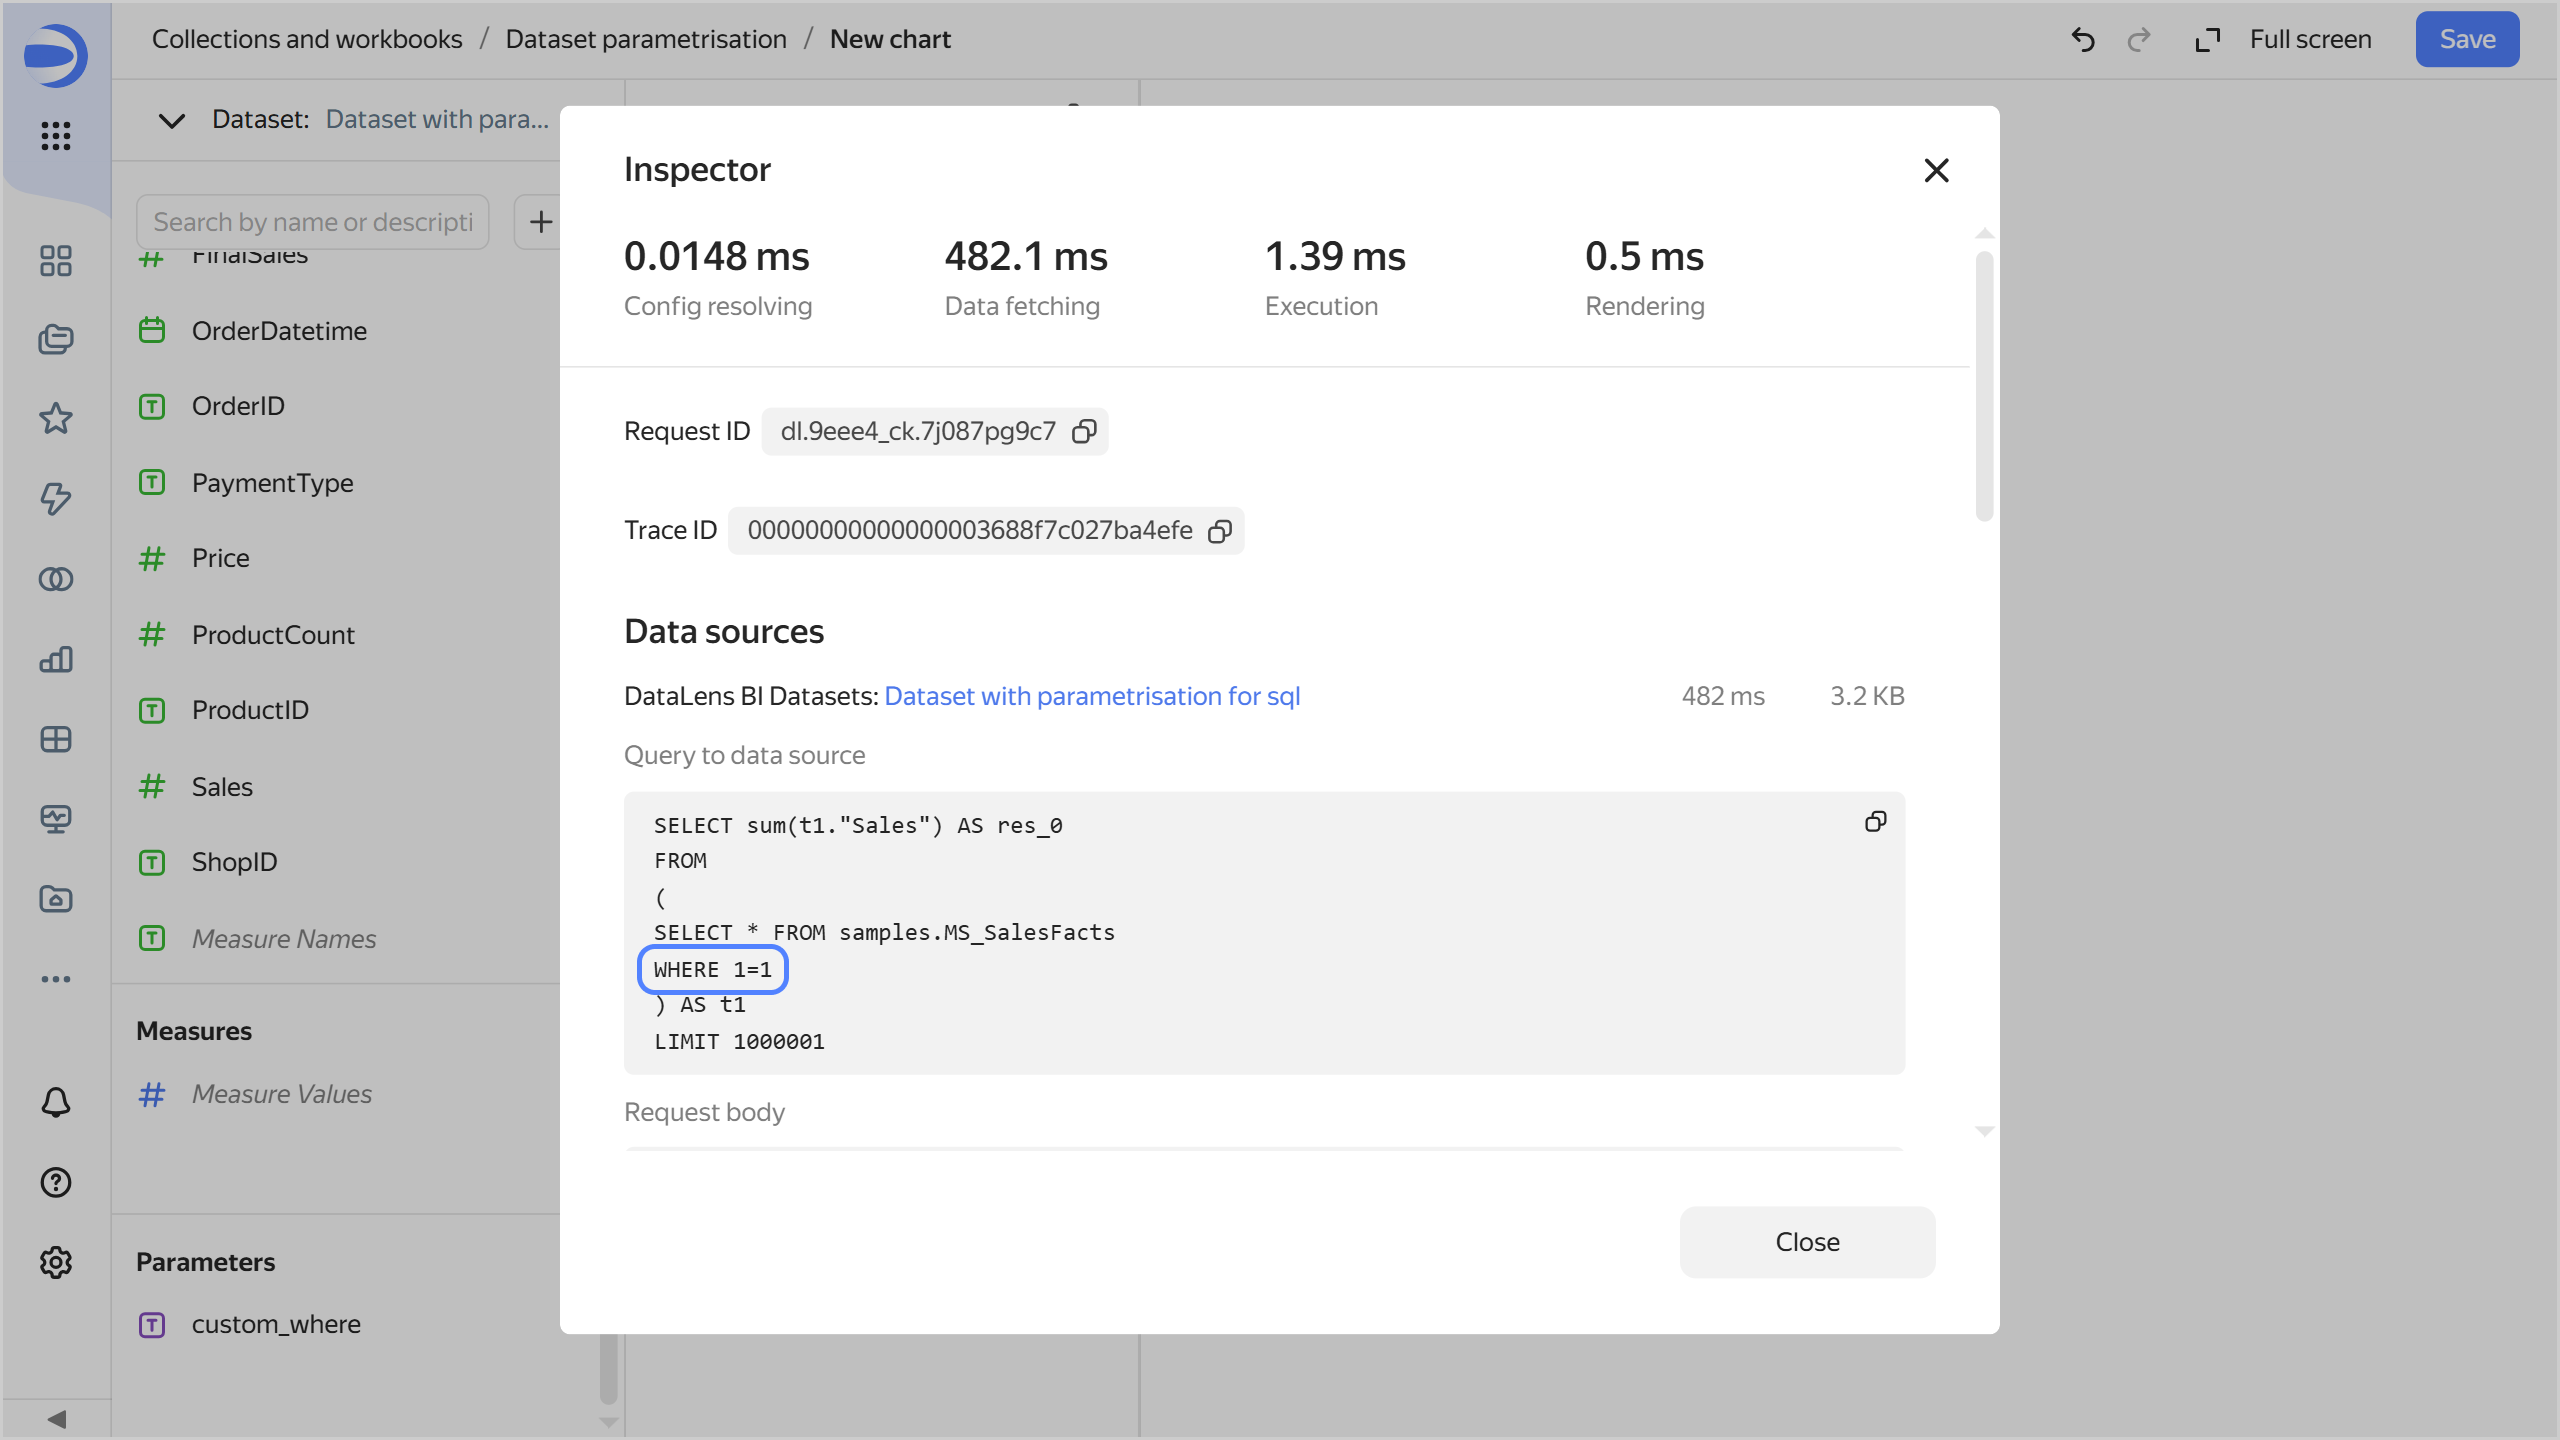 Collections and workbooks / Dataset parametrisation / New chart
Full screen
Save
Dataset: Dataset with para...
Search by name or descripti
FinalSales
OrderDatetime
OrderID
PaymentType
Price
ProductCount
ProductID
Sales
ShopID
Measure Names
Measures
Measure Values
Parameters
custom_where
Inspector
0.0148 ms
Config resolving
482.1 ms
Data fetching
1.39 ms
Execution
0.5 ms
Rendering
Request ID dl.9eee4_ck.7j087pg9c7
Trace ID 00000000000000003688f7c027ba4efe
Data sources
DataLens BI Datasets: Dataset with parametrisation for sql 482 ms 3.2 KB
Query to data source
SELECT sum(t1."Sales") AS res_0
FROM
(
SELECT * FROM samples.MS_SalesFacts
WHERE 1=1
) AS t1
LIMIT 1000001
Request body
Close